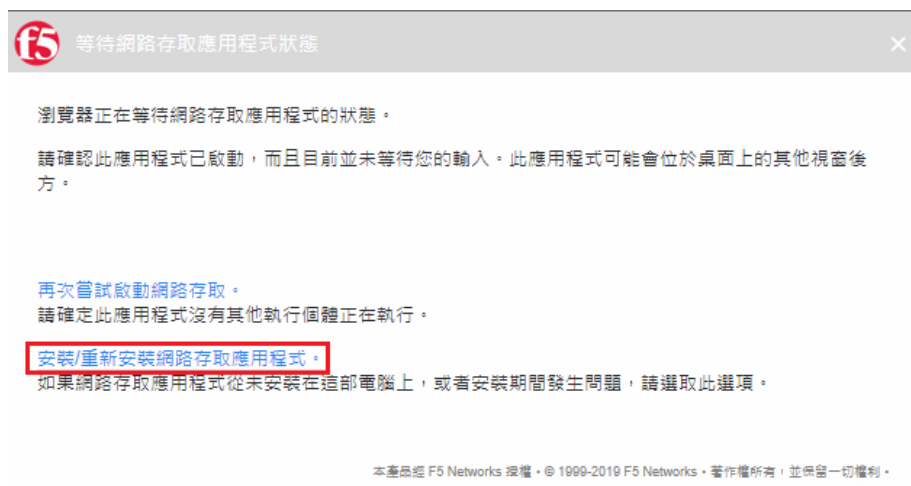 f5
等待網路存取應用程式狀態
瀏覽器正在等待網路存取應用程式的狀態。
請確認此應用程式已啟動,而且目前並未等待您的輸入。此應用程式可能會位於桌面上的其他視窗後
方。
再次嘗試啟動網路存取。
請確定此應用程式沒有其他執行個體正在執行。
安裝/重新安裝網路存取應用程式。
如果網路存取應用程式從未安裝在這部電腦上,或者安裝期間發生問題,請選取此選項。
本產品經 F5 Networks 授權。© 1999-2019 F5 Networks。著作權所有,並保留一切權利。